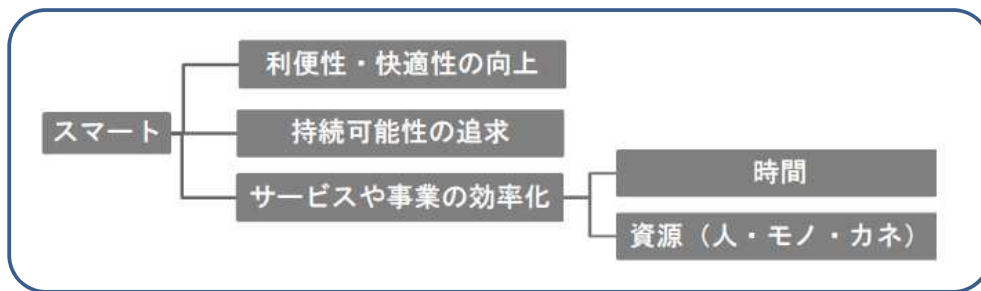 スマート
利便性・快適性の向上
持続可能性の追求
サービスや事業の効率化
時間
資源（人・モノ・カネ）